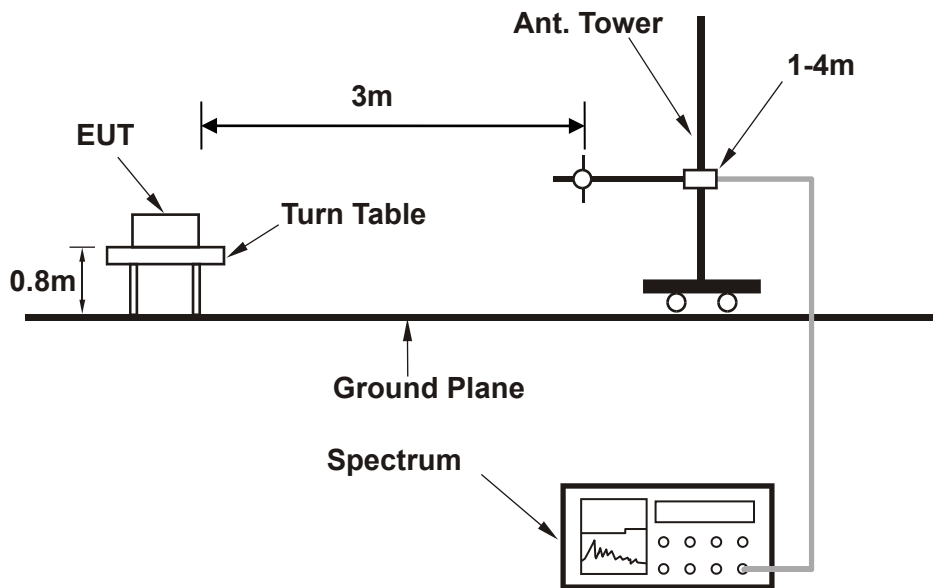 Ant. Tower
1-4m
3m
EUT
Turn Table
0.8m
Ground Plane
Spectrum